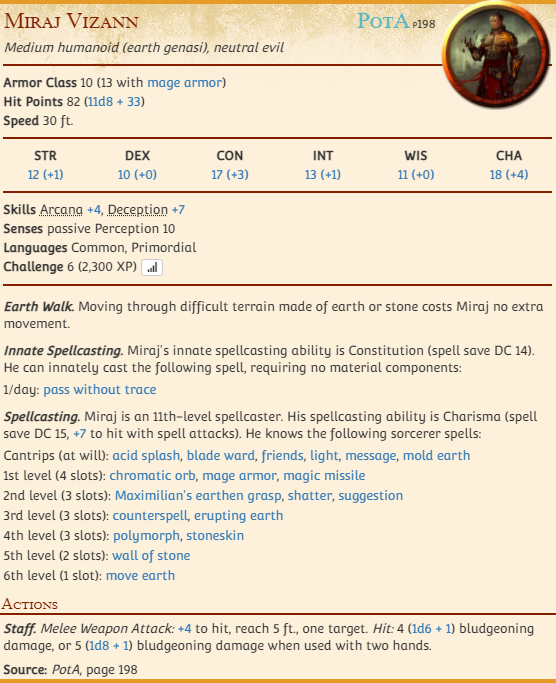 Miraj Vizann PotA p198
Medium humanoid (earth genasi), neutral evil
Armor Class 10 (13 with mage armor)
Hit Points 82 (11d8 + 33)
Speed 30 ft.
STR DEX CON INT WIS CHA
12 (+1) 10 (+0) 17 (+3) 13 (+1) 11 (+0) 18 (+4)
Skills Arcana +4, Deception +7
Senses passive Perception 10
Languages Common, Primordial
Challenge 6 (2,300 XP)
Earth Walk. Moving through difficult terrain made of earth or stone costs Miraj no extra
movement.
Innate Spellcasting. Miraj's innate spellcasting ability is Constitution (spell save DC 14).
He can innately cast the following spell, requiring no material components:
1/day: pass without trace
Spellcasting. Miraj is an 11th-level spellcaster. His spellcasting ability is Charisma (spell
save DC 15, +7 to hit with spell attacks). He knows the following sorcerer spells:
Cantrips (at will): acid splash, blade ward, friends, light, message, mold earth
1st level (4 slots): chromatic orb, mage armor, magic missile
2nd level (3 slots): Maximilian's earthen grasp, shatter, suggestion
3rd level (3 slots): counterspell, erupting earth
4th level (3 slots): polymorph, stoneskin
5th level (2 slots): wall of stone
6th level (1 slot): move earth
Actions
Staff. Melee Weapon Attack: +4 to hit, reach 5 ft., one target. Hit: 4 (1d6 + 1) bludgeoning
damage, or 5 (1d8 + 1) bludgeoning damage when used with two hands.
Source: PotA, page 198